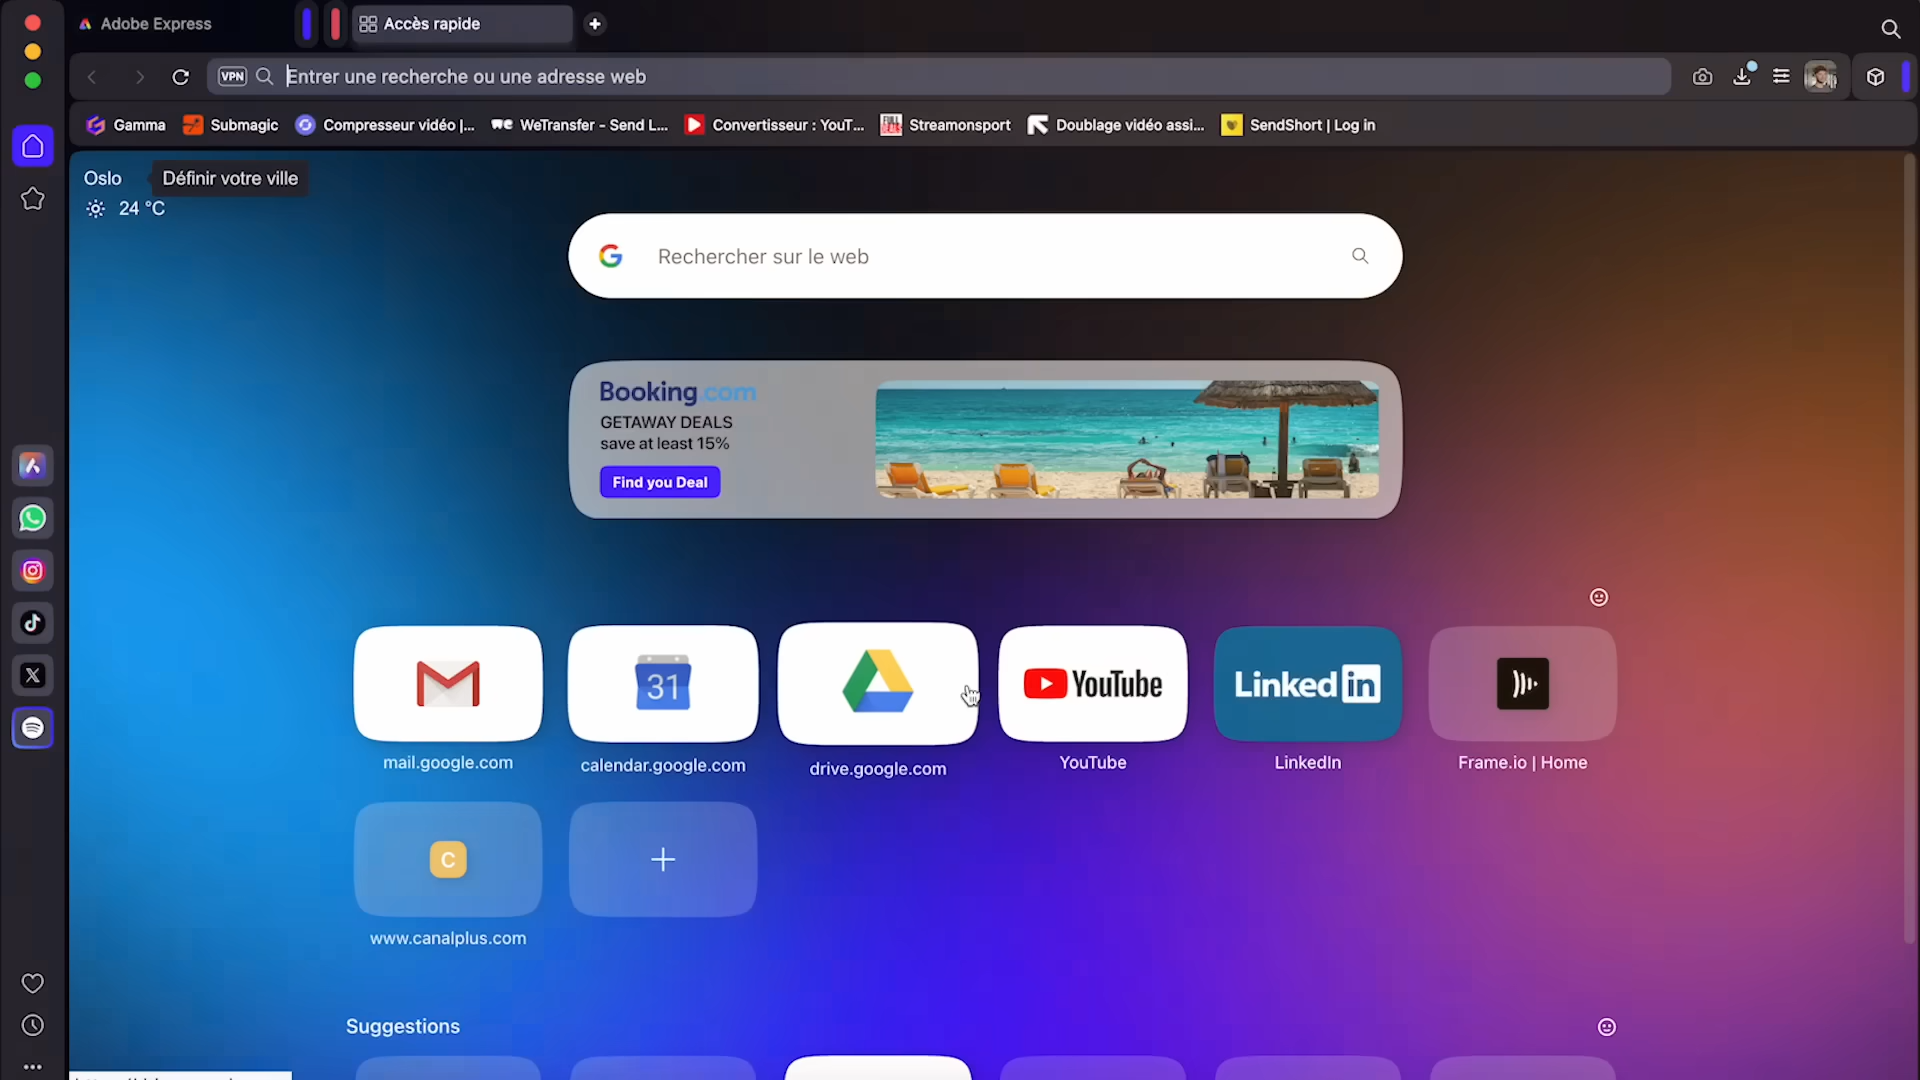 Adobe Express
Accès rapide
VPN
Entrer une recherche ou une adresse web
Gamma
Submagic
Compresseur vidéo |...
WeTransfer - Send L...
Convertisseur : YouT...
Streamonsport
Doublage vidéo assi...
SendShort | Log in
Oslo
Définir votre ville
24 °C
Rechercher sur le web
Booking.com
GETAWAY DEALS
save at least 15%
Find you Deal
31
YouTube
Linked in
mail.google.com
calendar.google.com
drive.google.com
YouTube
LinkedIn
Frame.io | Home
C
www.canalplus.com
Suggestions